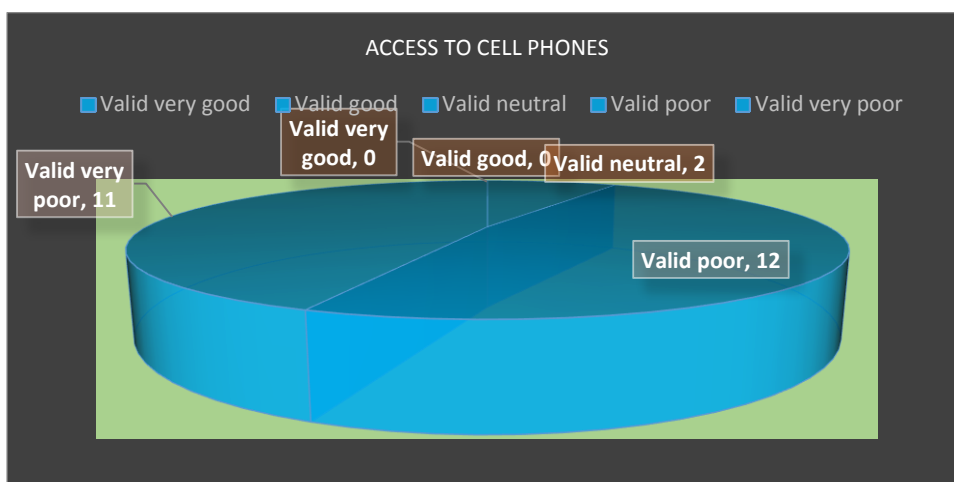 ACCESS TO CELL PHONES
Valid very good
Valid good
Valid neutral
Valid poor
Valid very poor
Valid very
good, 0
Valid good, 0
Valid neutral, 2
Valid very
poor, 11
Valid poor, 12